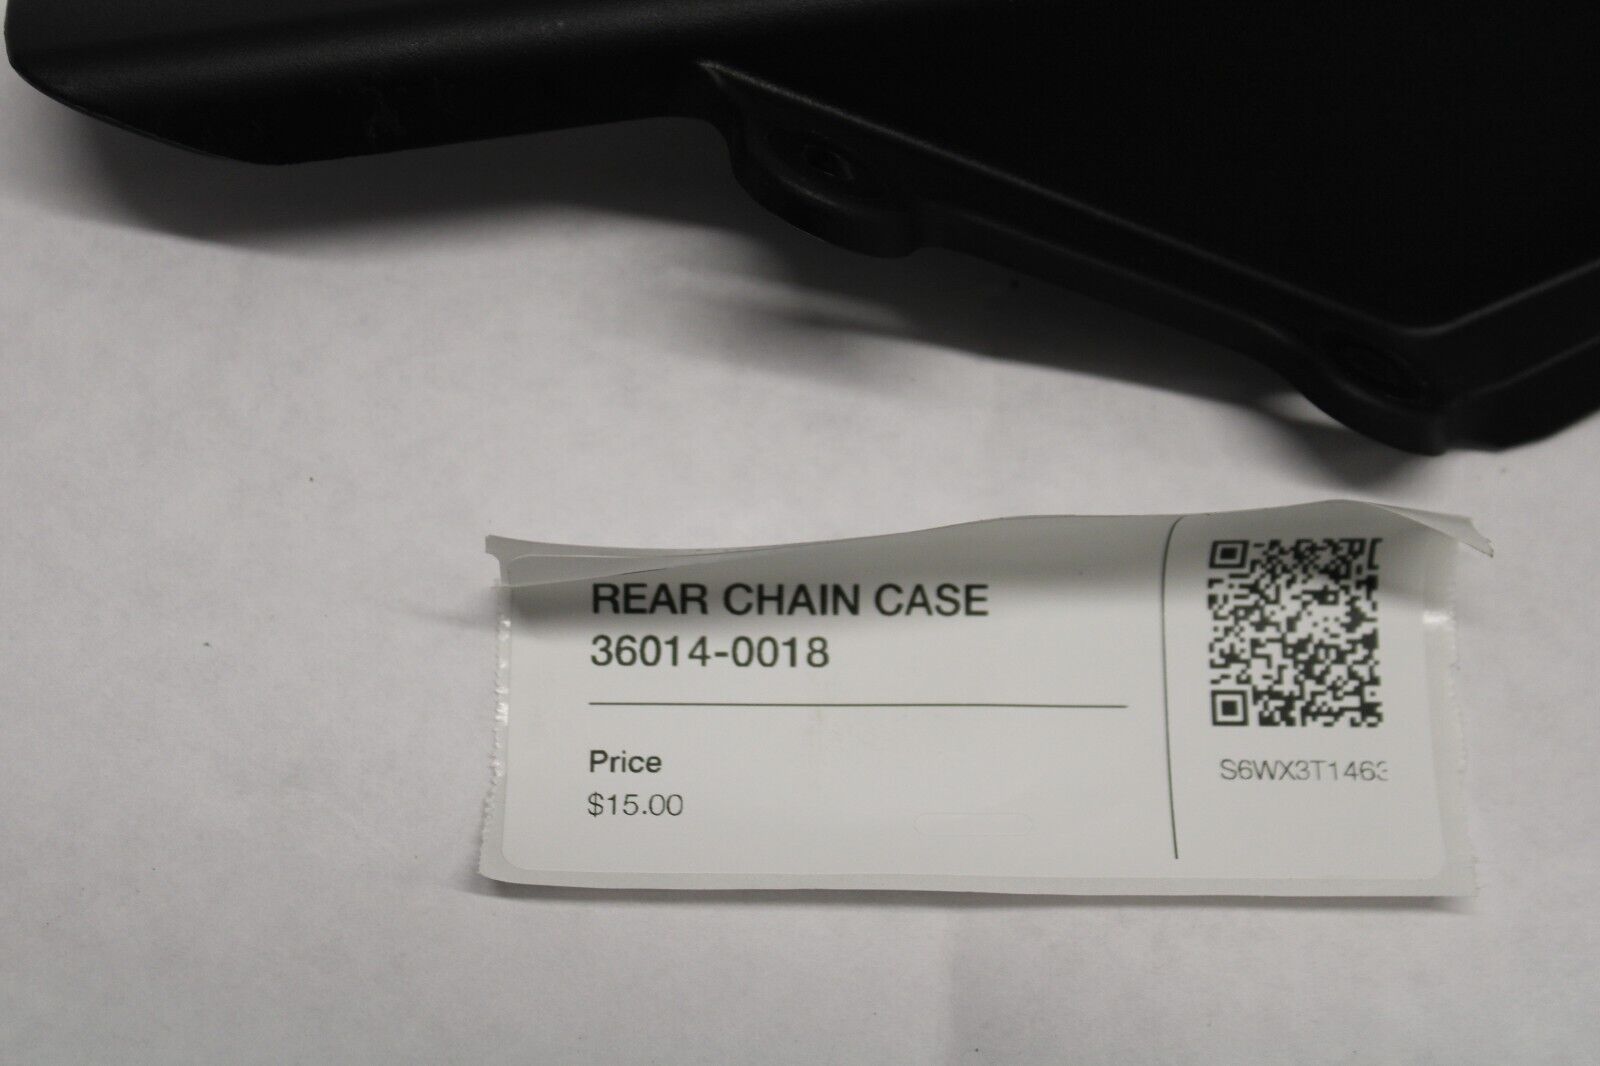 REAR CHAIN CASE
36014-0018
Price
$15.00
S6WX3T1463